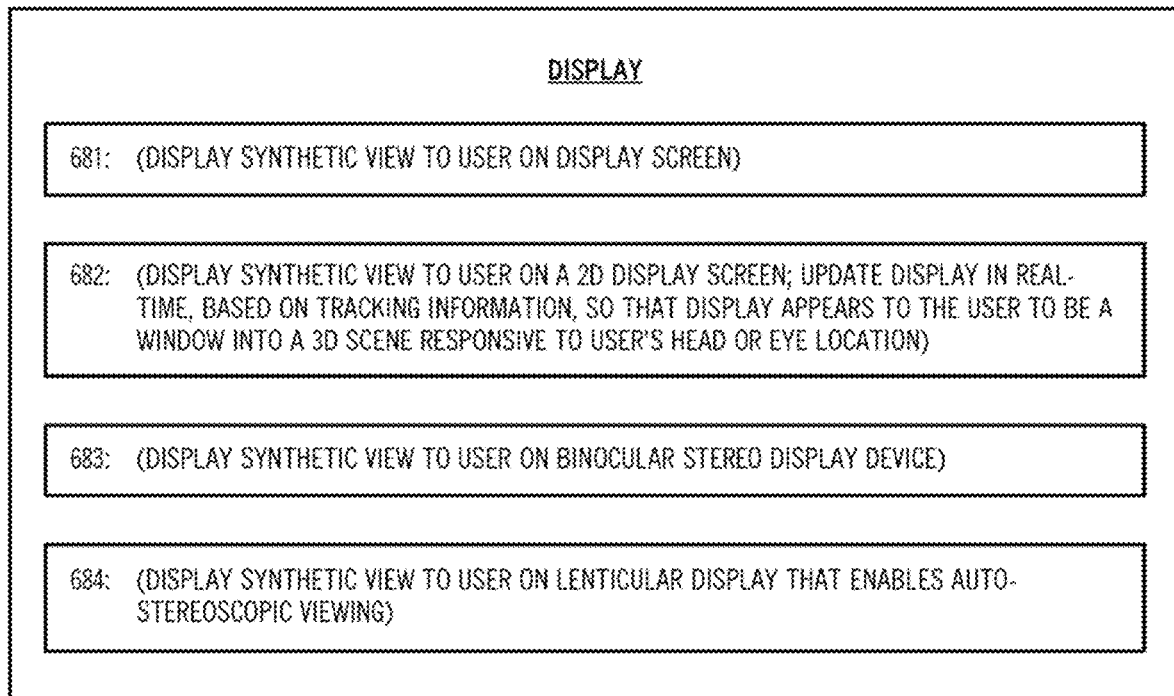 DISPLAY
681: (DISPLAY SYNTHETIC VIEW TO USER ON DISPLAY SCREEN)
682: (DISPLAY SYNTHETIC VIEW TO USER ON A 2D DISPLAY SCREEN; UPDATE DISPLAY IN REAL-
TIME, BASED ON TRACKING INFORMATION, SO THAT DISPLAY APPEARS TO THE USER TO BE A
WINDOW INTO A 3D SCENE RESPONSIVE TO USER'S HEAD OR EYE LOCATION)
683: (DISPLAY SYNTHETIC VIEW TO USER ON BINOCULAR STEREO DISPLAY DEVICE)
684: (DISPLAY SYNTHETIC VIEW TO USER ON LENTICULAR DISPLAY THAT ENABLES AUTO-
STEREOSCOPIC VIEWING)